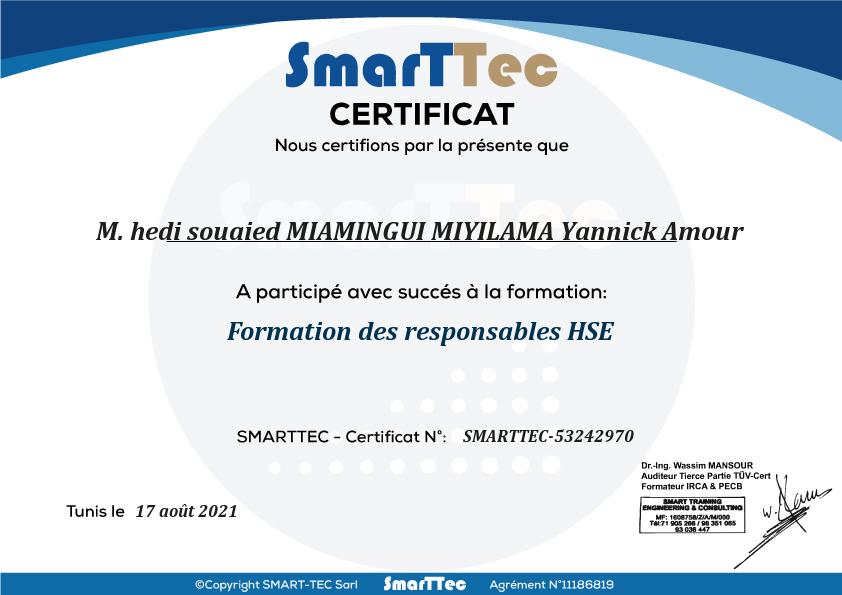 SmarTTec
CERTIFICAT
Nous certifions par la présente que
SmarTTec
M. hedi souaied MIAMINGUI MIYILAMA Yannick Amour
A participé avec succés à la formation:
Formation des responsables HSE
SMARTTEC - Certificat N°: SMARTTEC-53242970
Dr.-Ing. Wassim MANSOUR
Auditeur Tierce Partie TÜV-Cert
Formateur IRCA & PECB
SMART TRAINING
ENGINEERING & CONSULTING
MF: 1608758/Z/A/M/000
Tél:71 905 266 / 98 351 065
93 036 447
Tunis le 17 août 2021
©Copyright SMART-TEC Sarl SmarTTec Agrément N°11186819